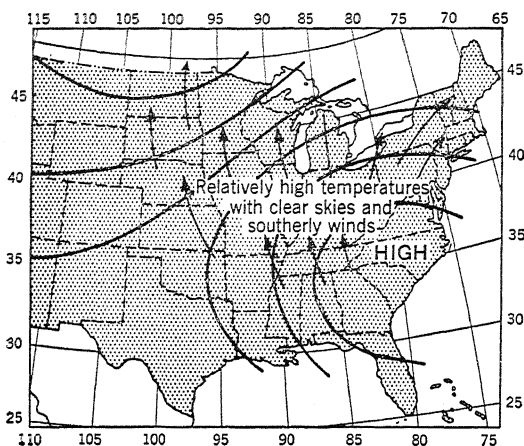 115 110 105 100 95 90 85 80 75 70 65
45 45
40 40
Relatively high temperatures
with clear skies and
southerly winds
HIGH
35 35
30 30
25 25
110 105 100 95 90 85 80 75